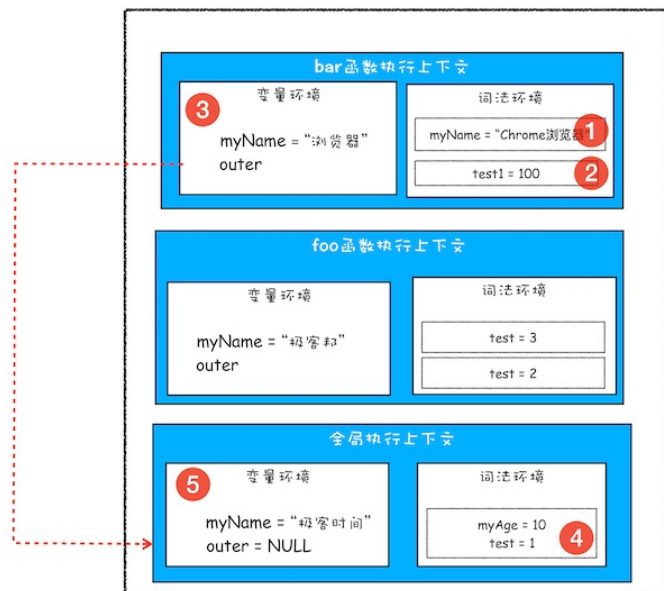 bar函数执行上下文
变量环境
3
myName = “浏览器”
outer
词法环境
myName = “Chrome浏览器
1
test1 = 100
2
foo函数执行上下文
变量环境
myName = “极客邦”
outer
词法环境
test = 3
test = 2
全局执行上下文
变量环境
5
myName = “极客时间”
outer = NULL
词法环境
myAge = 10
test = 1
4